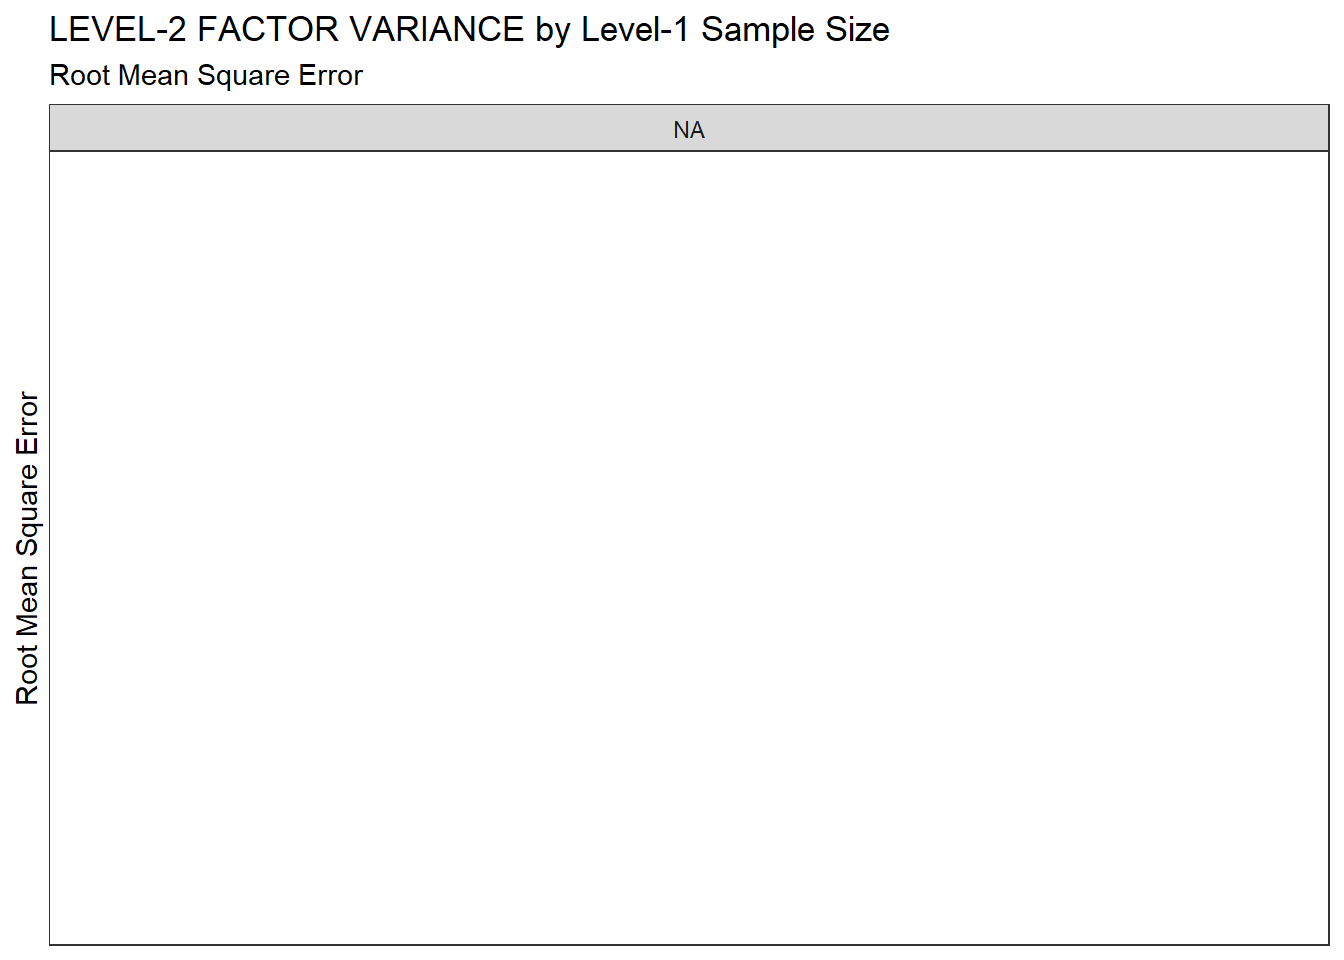 LEVEL-2 FACTOR VARIANCE by Level-1 Sample Size
Root Mean Square Error
NA
Root Mean Square Error